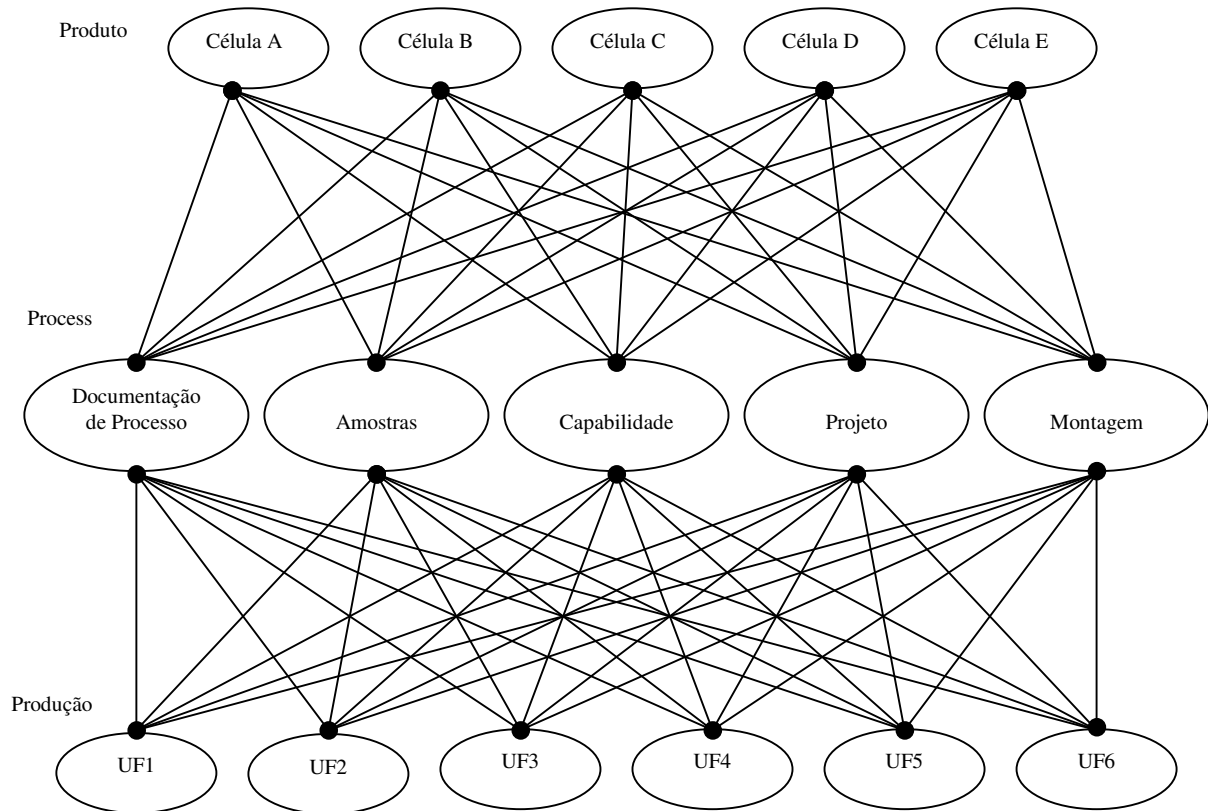 Produto
Célula A
Célula B
Célula C
Célula D
Célula E
Process
Documentação
de Processo
Amostras
Capabilidade
Projeto
Montagem
Produção
UF1
UF2
UF3
UF4
UF5
UF6